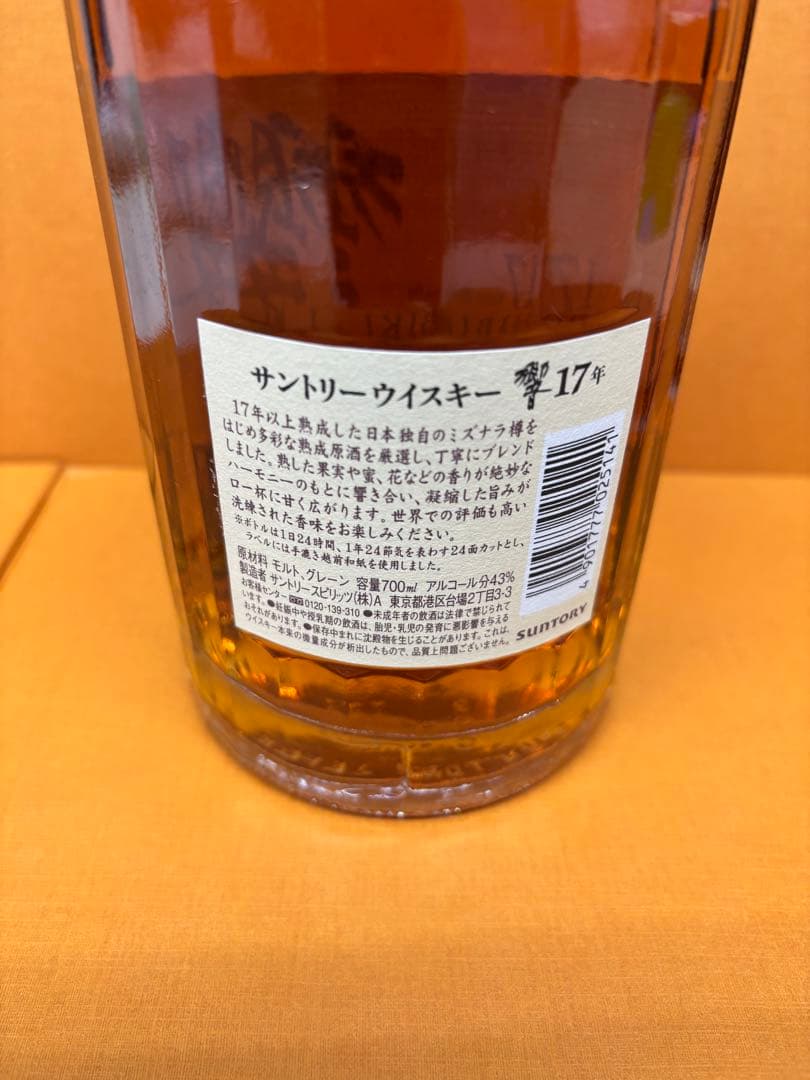 サントリーウイスキー 響 17年
17年以上熟成した日本独自のミズナラ樽を
はじめ多彩な熟成原酒を厳選し、丁寧にブレンド
しました。熟した果実や蜜、花などの香りが絶妙な
ハーモニーのもとに響き合い、凝縮した旨みが
口一杯に甘く広がります。世界での評価も高い
洗練された香味をお楽しみください。
※ボトルは1日24時間、1年24節気を表わす24面カットとし、
ラベルには手漉き越前和紙を使用しました。
原材料 モルト、グレーン 容量700ml アルコール分43%
製造者 サントリースピリッツ(株)A 東京都港区台場2丁目3-3
お客様センター 0120-139-310 ●未成年者の飲酒は法律で禁じられて
います。●妊娠中や授乳期の飲酒は、胎児・乳児の発育に悪影響を与える
おそれがあります。●保存中まれに沈殿物を生じることがあります。これは、
ウイスキー本来の微量成分が析出したもので、品質上問題ございません。
4 901777 025141
SUNTORY